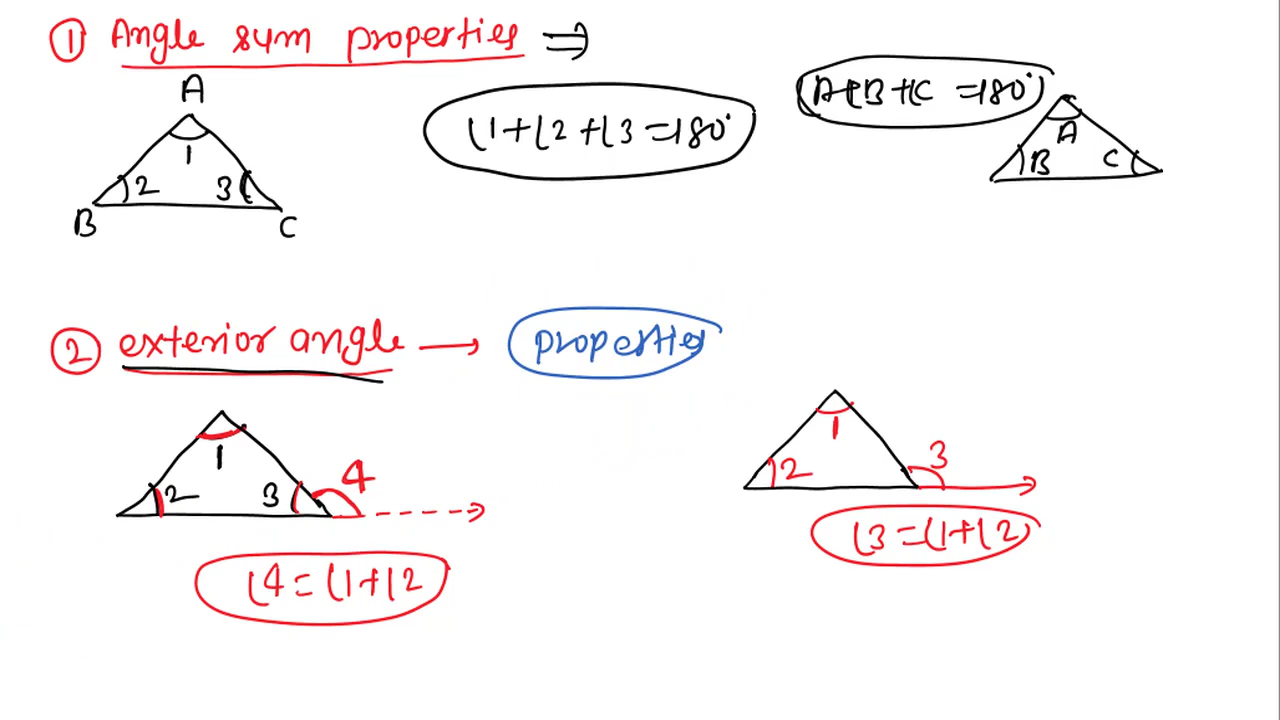 ① Angle sum properties ⇒
A
1
2
3
B
C
∠1+∠2+∠3=180°
∠A+∠B+∠C=180°
A
B
C
② exterior angle → properties
1
2
3
4
∠4=∠1+∠2
1
2
3
∠3=∠1+∠2